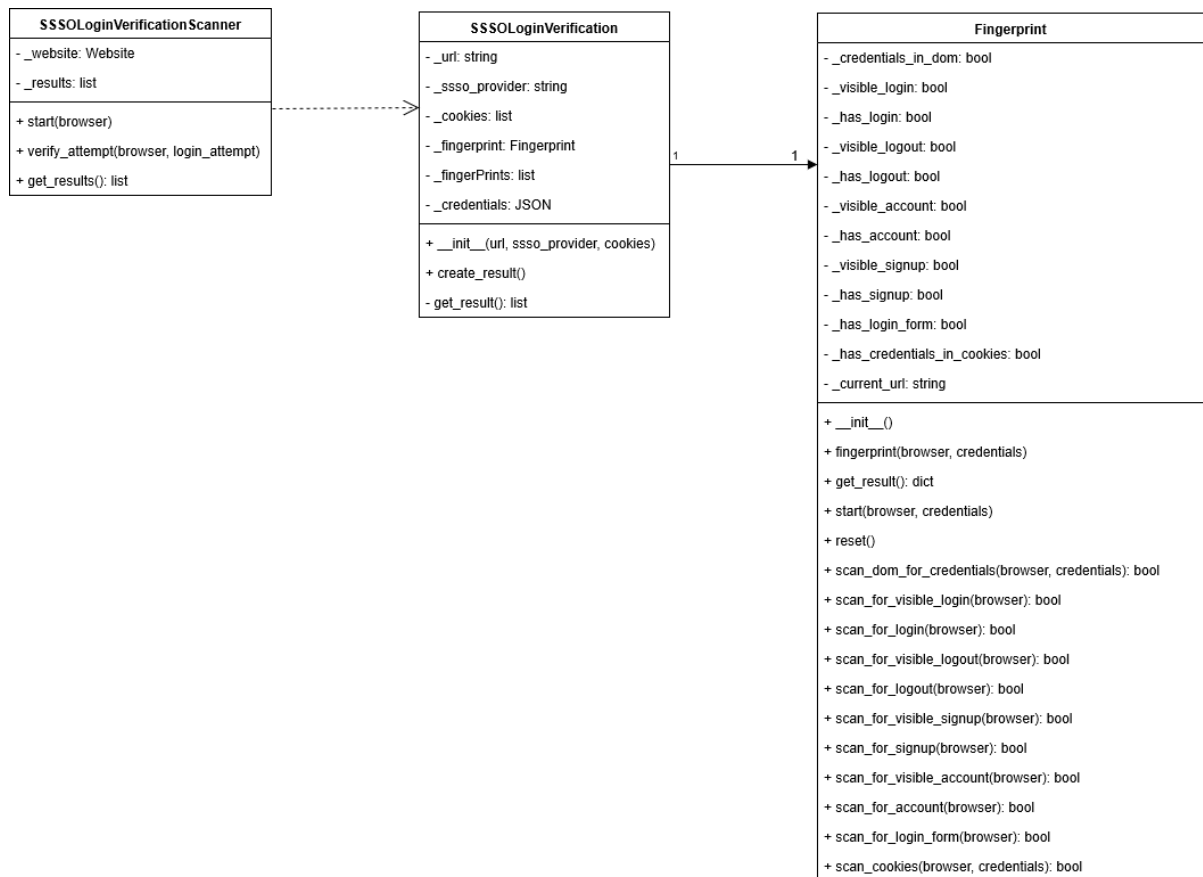 SSSOLoginVerificationScanner
- _website: Website
- _results: list
+ start(browser)
+ verify_attempt(browser, login_attempt)
+ get_results(): list
SSSOLoginVerification
- _url: string
- _ssso_provider: string
- _cookies: list
- _fingerprint: Fingerprint
- _fingerPrints: list
- _credentials: JSON
+ __init__(url, ssso_provider, cookies)
+ create_result()
- get_result(): list
1
1
Fingerprint
- _credentials_in_dom: bool
- _visible_login: bool
- _has_login: bool
- _visible_logout: bool
- _has_logout: bool
- _visible_account: bool
- _has_account: bool
- _visible_signup: bool
- _has_signup: bool
- _has_login_form: bool
- _has_credentials_in_cookies: bool
- _current_url: string
+ __init__()
+ fingerprint(browser, credentials)
+ get_result(): dict
+ start(browser, credentials)
+ reset()
+ scan_dom_for_credentials(browser, credentials): bool
+ scan_for_visible_login(browser): bool
+ scan_for_login(browser): bool
+ scan_for_visible_logout(browser): bool
+ scan_for_logout(browser): bool
+ scan_for_visible_signup(browser): bool
+ scan_for_signup(browser): bool
+ scan_for_visible_account(browser): bool
+ scan_for_account(browser): bool
+ scan_for_login_form(browser): bool
+ scan_cookies(browser, credentials): bool